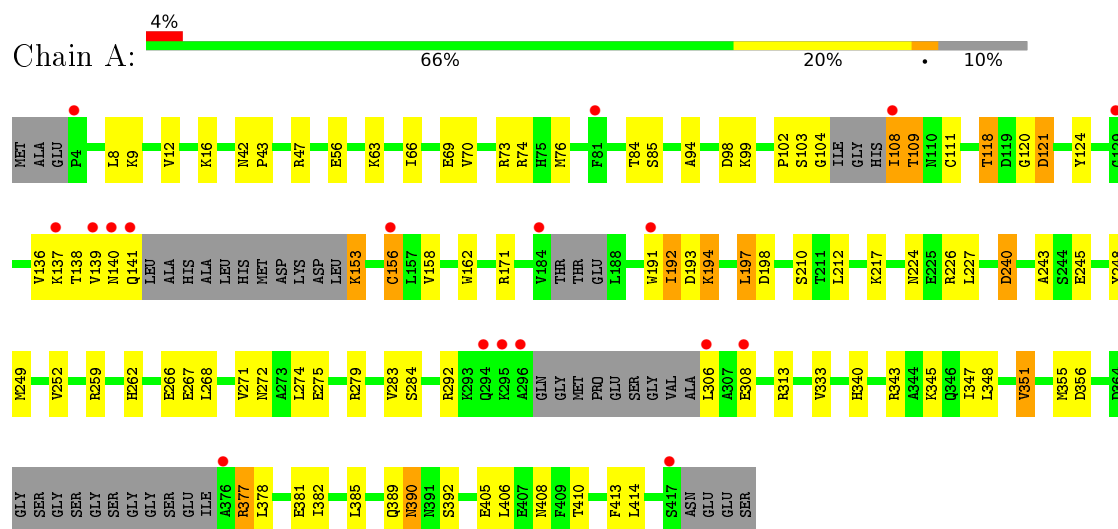 4%
Chain A:
66% 20% • 10%
MET ALA GLU P4 L8 K9 V12 K16 N42 P43 R47 E56 K63 I66 E69 V70 R73 R74 H75 M76 F81 T84 S85 A94 D98 K99 P102 S103 G104 ILE GLY HIS I108 T109 N110 C111 T118 D119 G120 D121 Y124
V136 K137 T138 V139 N140 Q141 LEU ALA HIS ALA LEU HIS MET ASP LYS ASP LEU K153 C156 L157 V158 W162 R171 V184 THR THR GLU L188 W191 I192 D193 K194 L197 D198 S210 T211 L212 K217 N224 E225 R226 L227 D240 A243 S244 E245 Y248
M249 V252 R259 H262 E266 E267 L268 V271 N272 A273 L274 E275 R279 V283 S284 R292 K293 Q294 K295 A296 GLN GLY MET PRO GLU SER GLY VAL ALA L306 A307 E308 R313 V333 H340 R343 A344 K345 Q346 I347 L348 V351 M355 D356 D364
GLY SER GLY SER GLY SER GLY GLY SER GLU ILE A376 R377 L378 E381 I382 L385 Q389 N390 N391 S392 E405 L406 E407 N408 F409 T410 F413 L414 S417 ASN GLU GLU SER